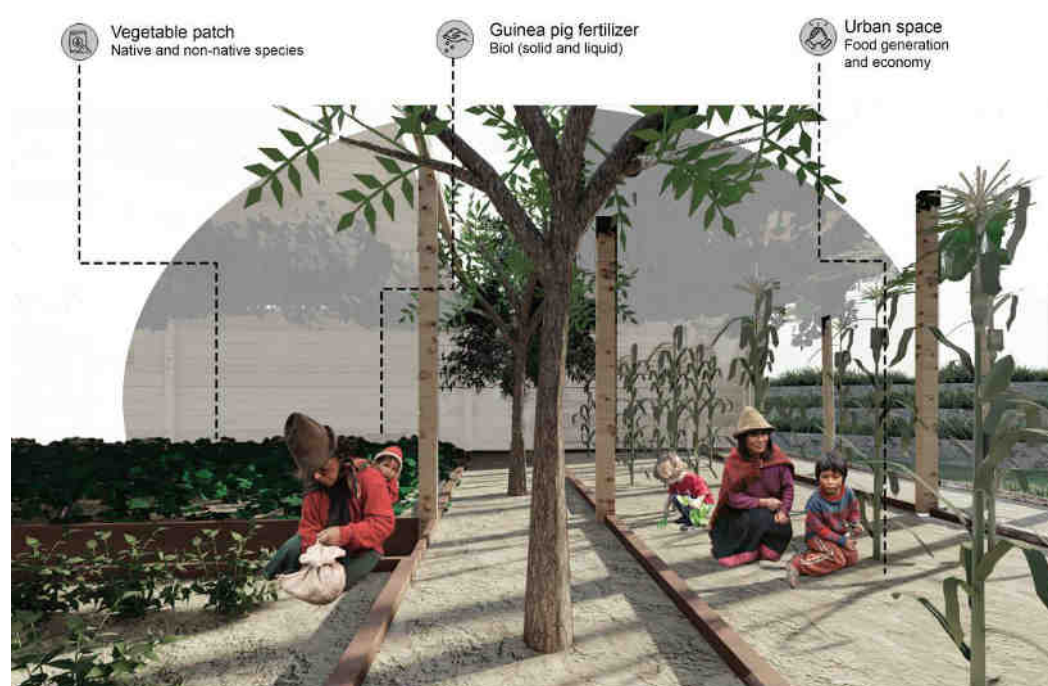 Vegetable patch
Native and non-native species
Guinea pig fertilizer
Biol (solid and liquid)
Urban space
Food generation
and economy